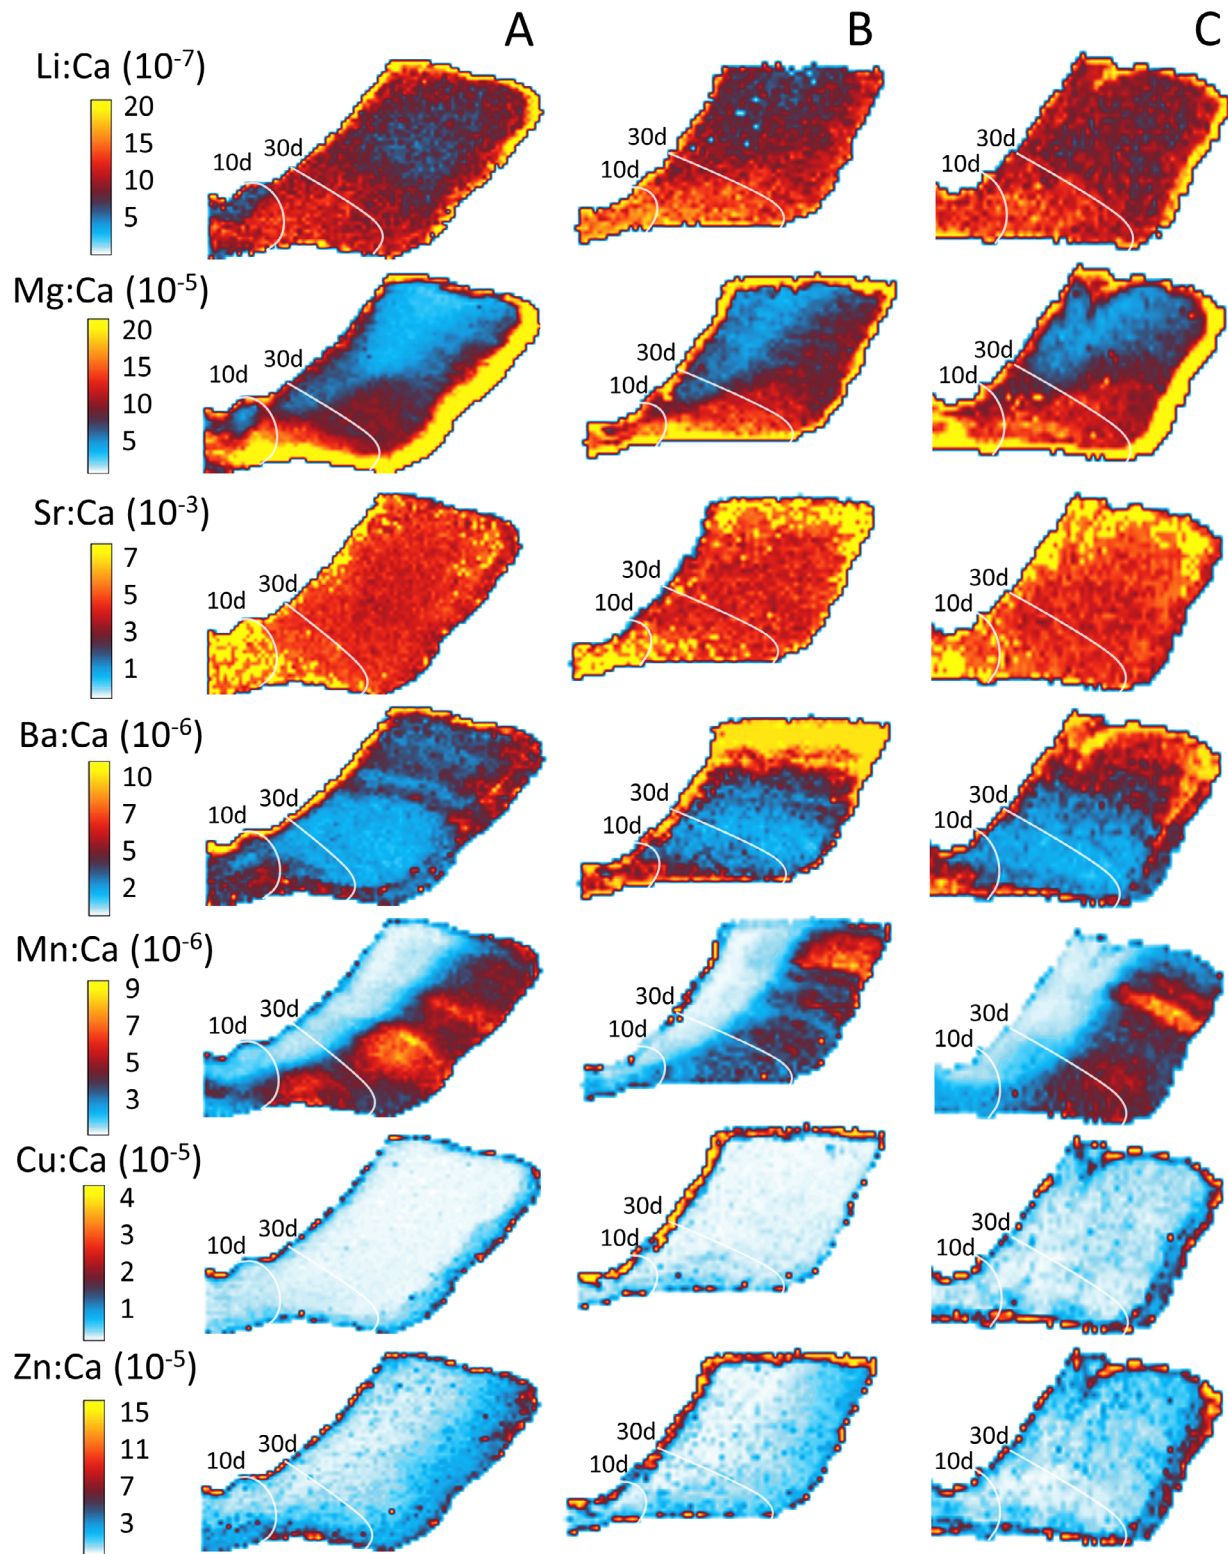 A B C
Li:Ca (10⁻⁷)
20
15
10
5
10d 30d
10d 30d
10d 30d
Mg:Ca (10⁻⁵)
20
15
10
5
10d 30d
10d 30d
10d 30d
Sr:Ca (10⁻³)
7
5
3
1
10d 30d
10d 30d
10d 30d
Ba:Ca (10⁻⁶)
10
7
5
2
10d 30d
10d 30d
10d 30d
Mn:Ca (10⁻⁶)
9
7
5
3
10d 30d
10d 30d
10d 30d
Cu:Ca (10⁻⁵)
4
3
2
1
10d 30d
10d 30d
10d 30d
Zn:Ca (10⁻⁵)
15
11
7
3
10d 30d
10d 30d
10d 30d